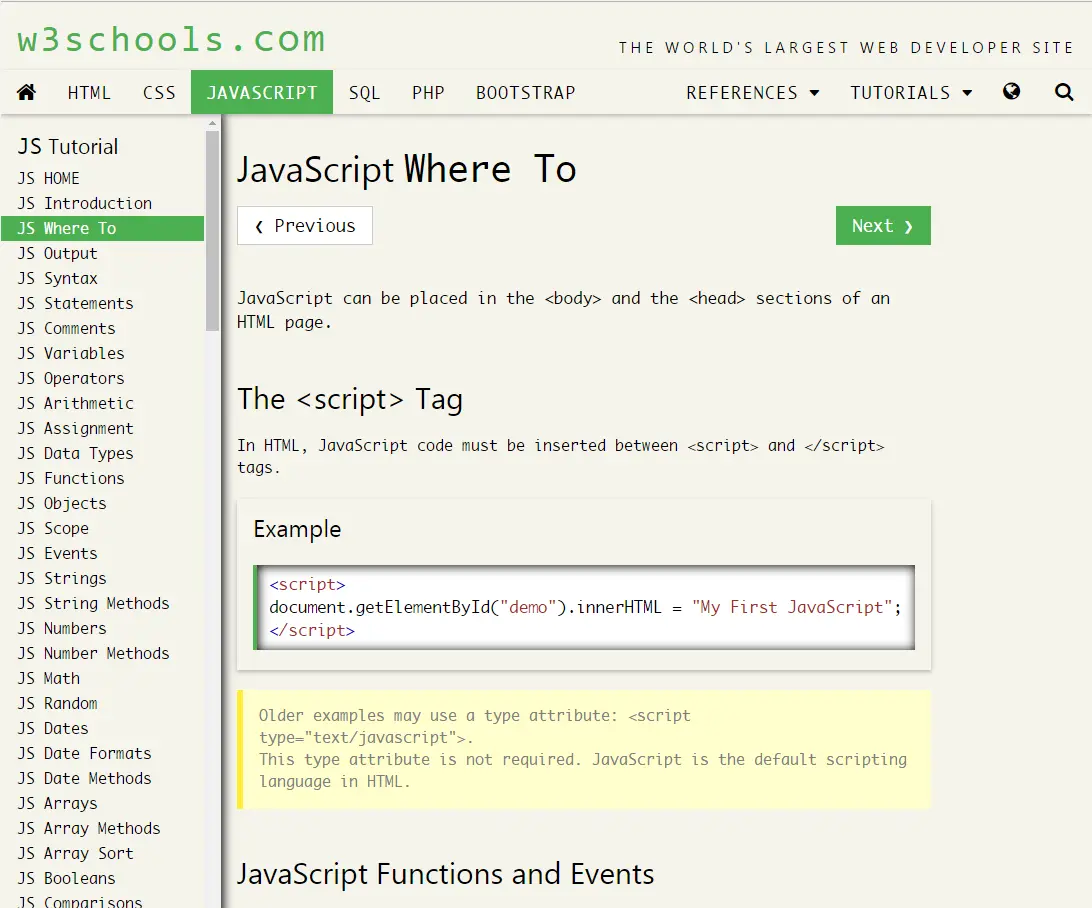 w3schools.com
THE WORLD'S LARGEST WEB DEVELOPER SITE
HTML CSS JAVASCRIPT SQL PHP BOOTSTRAP REFERENCES TUTORIALS
JS Tutorial
JS HOME
JS Introduction
JS Where To
JS Output
JS Syntax
JS Statements
JS Comments
JS Variables
JS Operators
JS Arithmetic
JS Assignment
JS Data Types
JS Functions
JS Objects
JS Scope
JS Events
JS Strings
JS String Methods
JS Numbers
JS Number Methods
JS Math
JS Random
JS Dates
JS Date Formats
JS Date Methods
JS Arrays
JS Array Methods
JS Array Sort
JS Booleans
JS Comparisons
JavaScript Where To
❮ Previous
Next ❯
JavaScript can be placed in the <body> and the <head> sections of an
HTML page.
The <script> Tag
In HTML, JavaScript code must be inserted between <script> and </script>
tags.
Example
<script>
document.getElementById("demo").innerHTML = "My First JavaScript";
</script>
Older examples may use a type attribute: <script
type="text/javascript">.
This type attribute is not required. JavaScript is the default scripting
language in HTML.
JavaScript Functions and Events